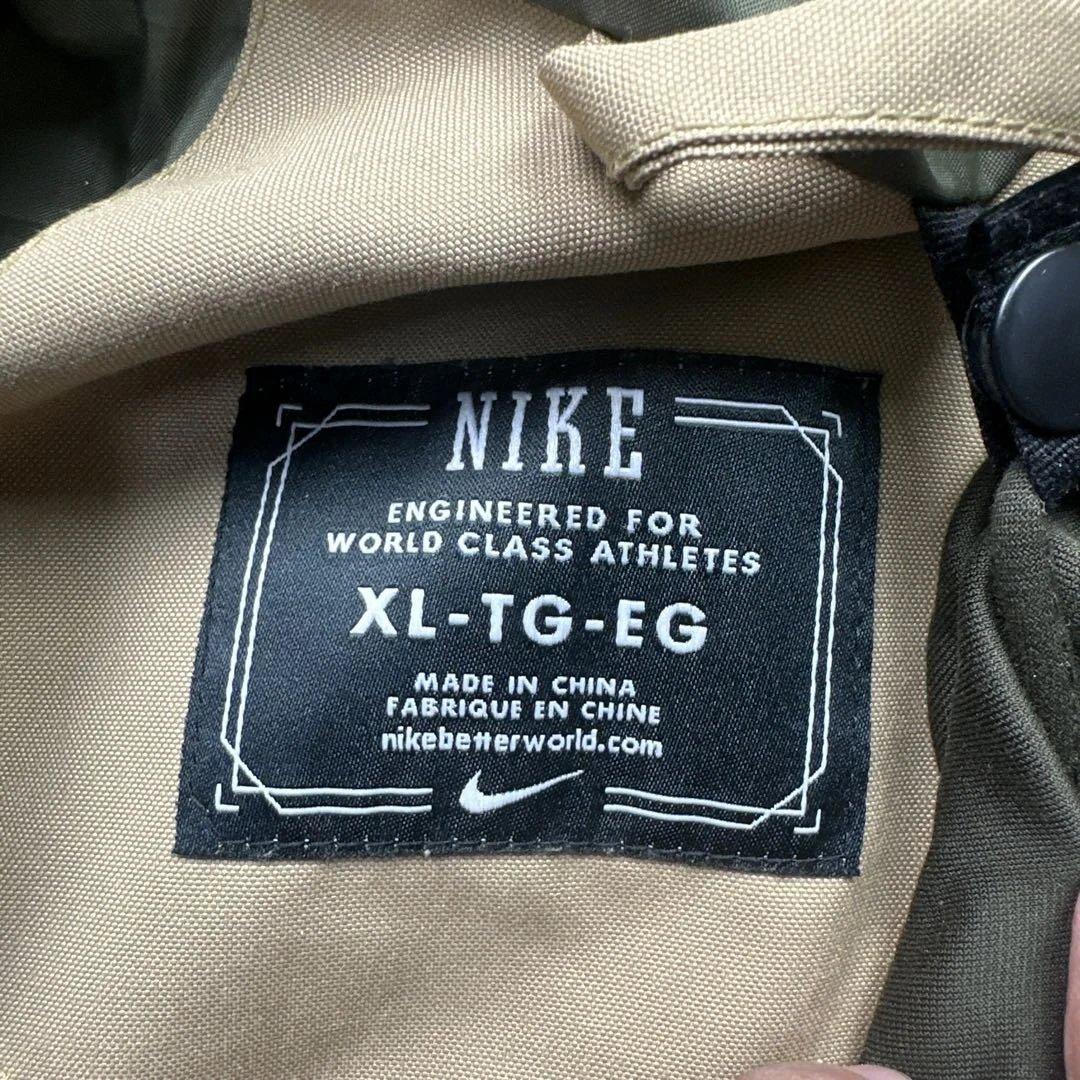 NIKE
ENGINEERED FOR
WORLD CLASS ATHLETES
XL-TG-EG
MADE IN CHINA
FABRIQUE EN CHINE
nikebetterworld.com